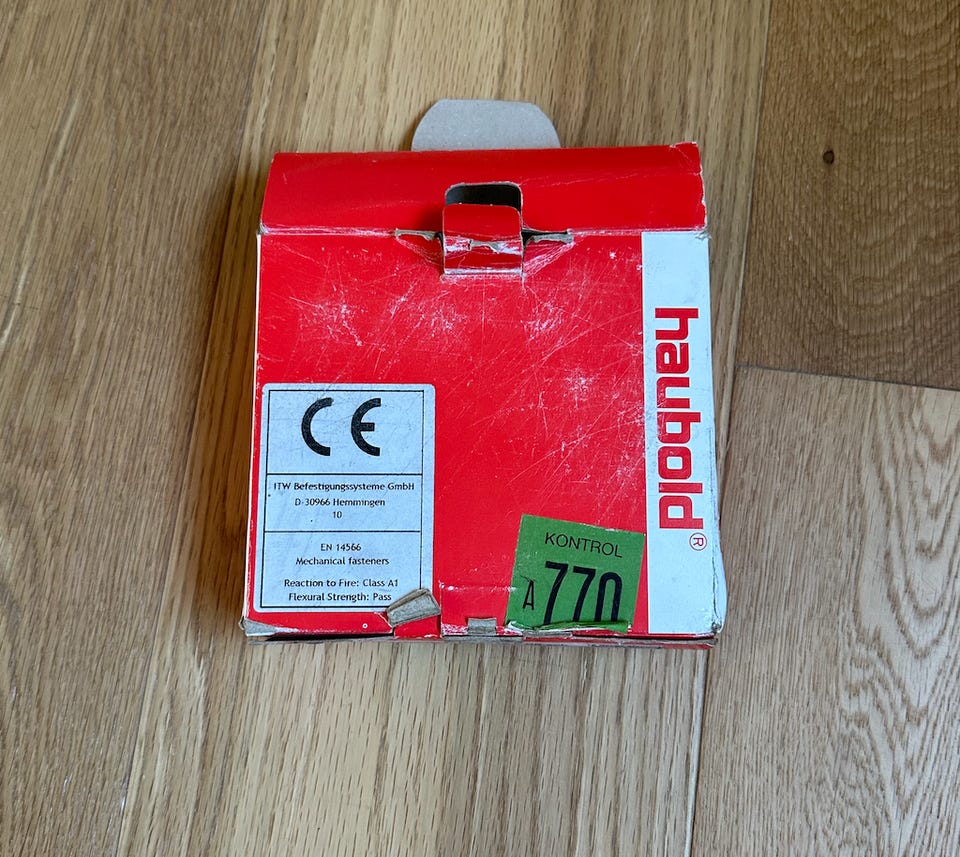 CE
ITW Befestigungssysteme GmbH
D-30966 Hemmingen
10
EN 14566
Mechanical fasteners
Reaction to Fire: Class A1
Flexural Strength: Pass
KONTROL
A 770
haubold®